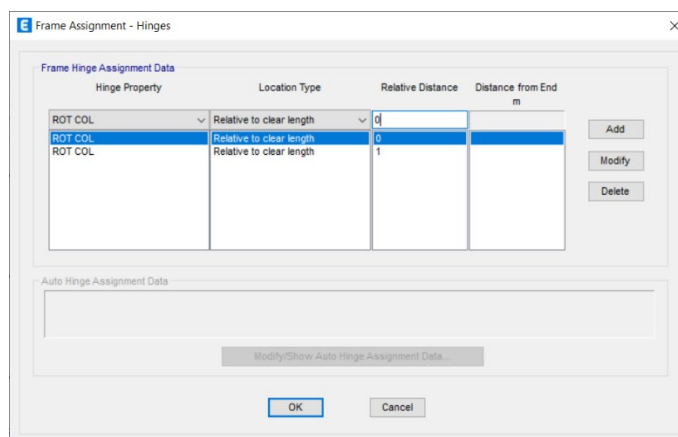 E Frame Assignment - Hinges
Frame Hinge Assignment Data
Hinge Property Location Type Relative Distance Distance from End
m
ROT COL Relative to clear length 0
ROT COL Relative to clear length 0
ROT COL Relative to clear length 1
Add
Modify
Delete
Auto Hinge Assignment Data
Modify/Show Auto Hinge Assignment Data...
OK Cancel